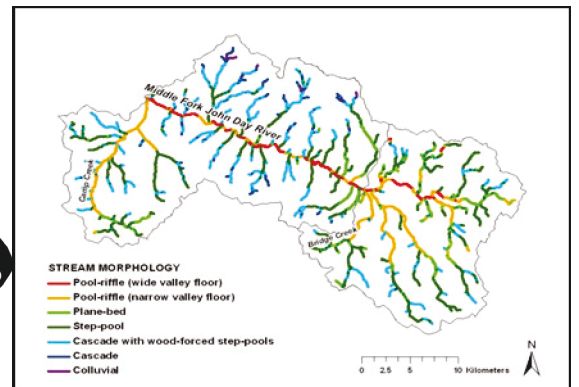 Middle Fork John Day River
Camp Creek
Bridge Creek
STREAM MORPHOLOGY
Pool-riffle (wide valley floor)
Pool-riffle (narrow valley floor)
Plane-bed
Step-pool
Cascade with wood-forced step-pools
Cascade
Colluvial
0 2.5 5 10 Kilometers
N